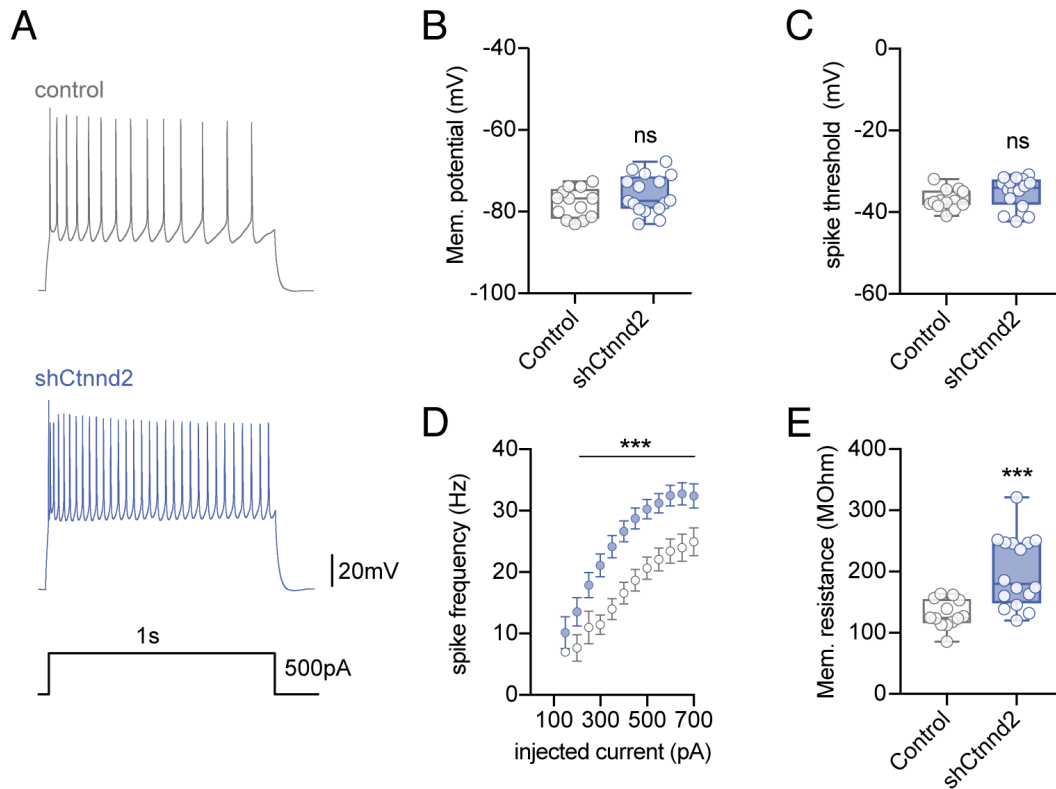 A
control
shCtnnd2
20mV
1s
500pA
B
Mem. potential (mV)
-40
-60
-80
-100
ns
Control
shCtnnd2
C
spike threshold (mV)
0
-20
-40
-60
ns
Control
shCtnnd2
D
spike frequency (Hz)
40
30
20
10
0
***
100 300 500 700
injected current (pA)
E
Mem. resistance (MOhm)
400
300
200
100
0
***
Control
shCtnnd2